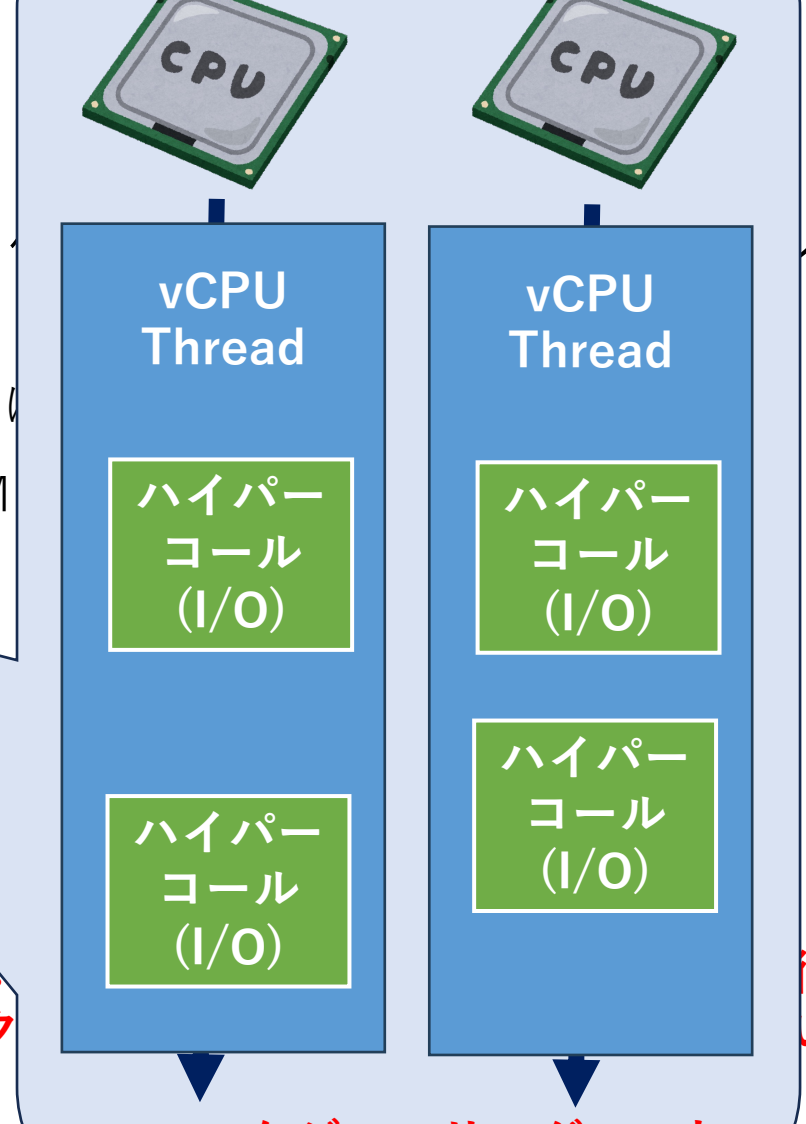 CPU
CPU
vCPU
Thread
vCPU
Thread
ハイパー
コール
(I/O)
ハイパー
コール
(I/O)
ハイパー
コール
(I/O)
ハイパー
コール
(I/O)